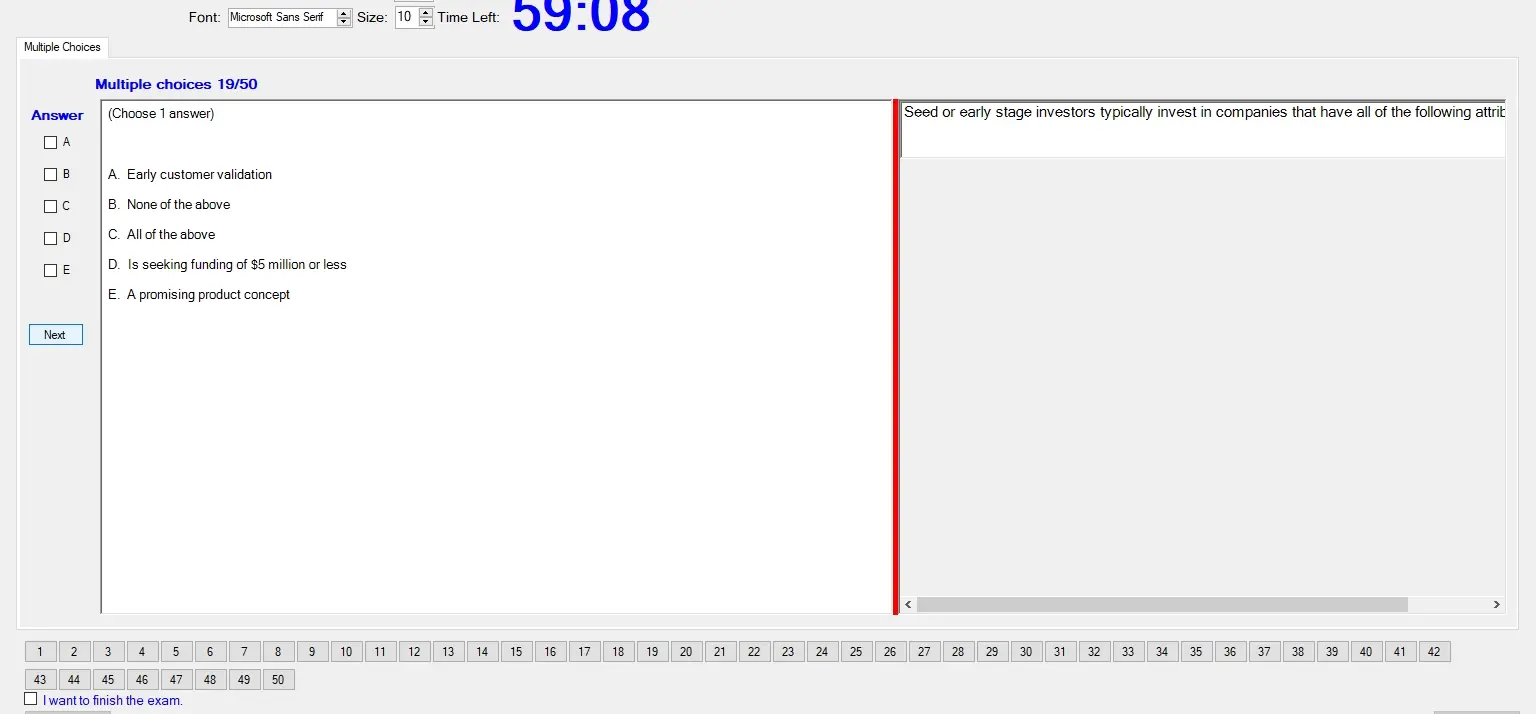 Font: Microsoft Sans Serif Size: 10 Time Left: 59:08
Multiple Choices
Multiple choices 19/50
Answer
A
B
C
D
E
Next
(Choose 1 answer)
A. Early customer validation
B. None of the above
C. All of the above
D. Is seeking funding of $5 million or less
E. A promising product concept
Seed or early stage investors typically invest in companies that have all of the following attrib
1 2 3 4 5 6 7 8 9 10 11 12 13 14 15 16 17 18 19 20 21 22 23 24 25 26 27 28 29 30 31 32 33 34 35 36 37 38 39 40 41 42
43 44 45 46 47 48 49 50
I want to finish the exam.